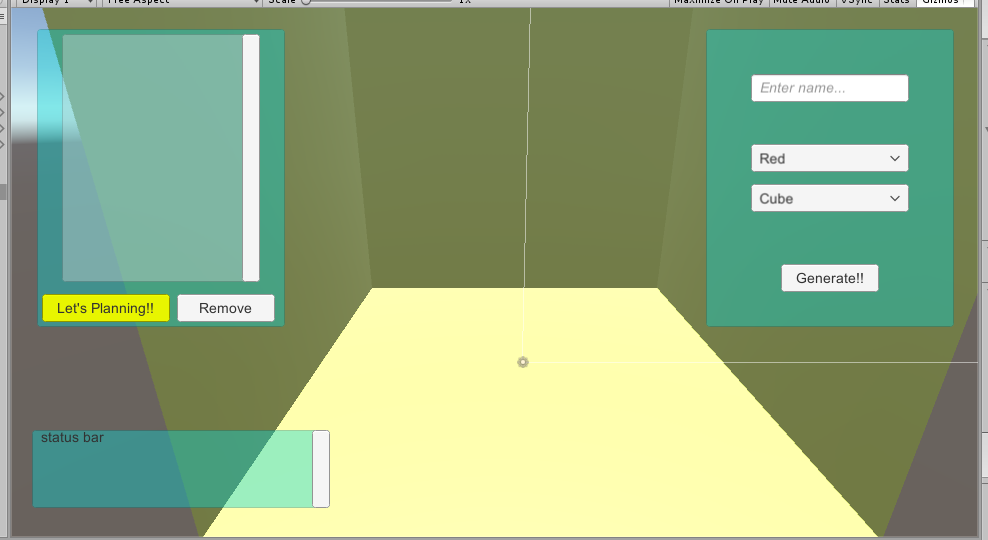 Display 1
Free Aspect
Scale
1x
Maximize On Play
Mute Audio
VSync
Stats
Gizmos
Enter name...
Red
Cube
Generate!!
Let's Planning!!
Remove
status bar